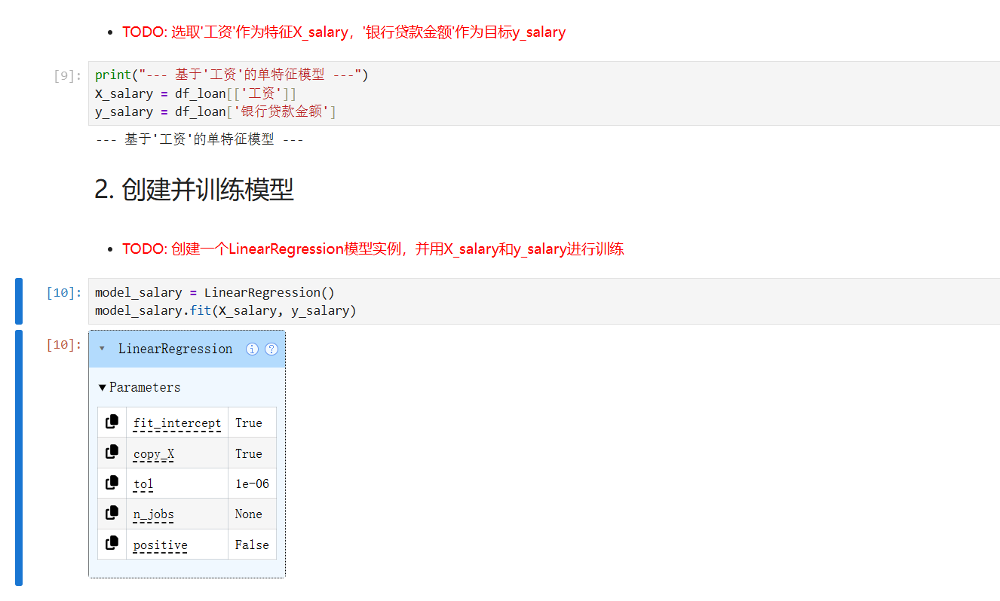 • TODO: 选取'工资'作为特征X_salary，'银行贷款金额'作为目标y_salary
[9]:
print("--- 基于'工资'的单特征模型 ---")
X_salary = df_loan[['工资']]
y_salary = df_loan['银行贷款金额']
--- 基于'工资'的单特征模型 ---
2. 创建并训练模型
• TODO: 创建一个LinearRegression模型实例，并用X_salary和y_salary进行训练
[10]:
model_salary = LinearRegression()
model_salary.fit(X_salary, y_salary)
[10]:
▾ LinearRegression i ?
▼Parameters
fit_intercept True
copy_X True
tol 1e-06
n_jobs None
positive False